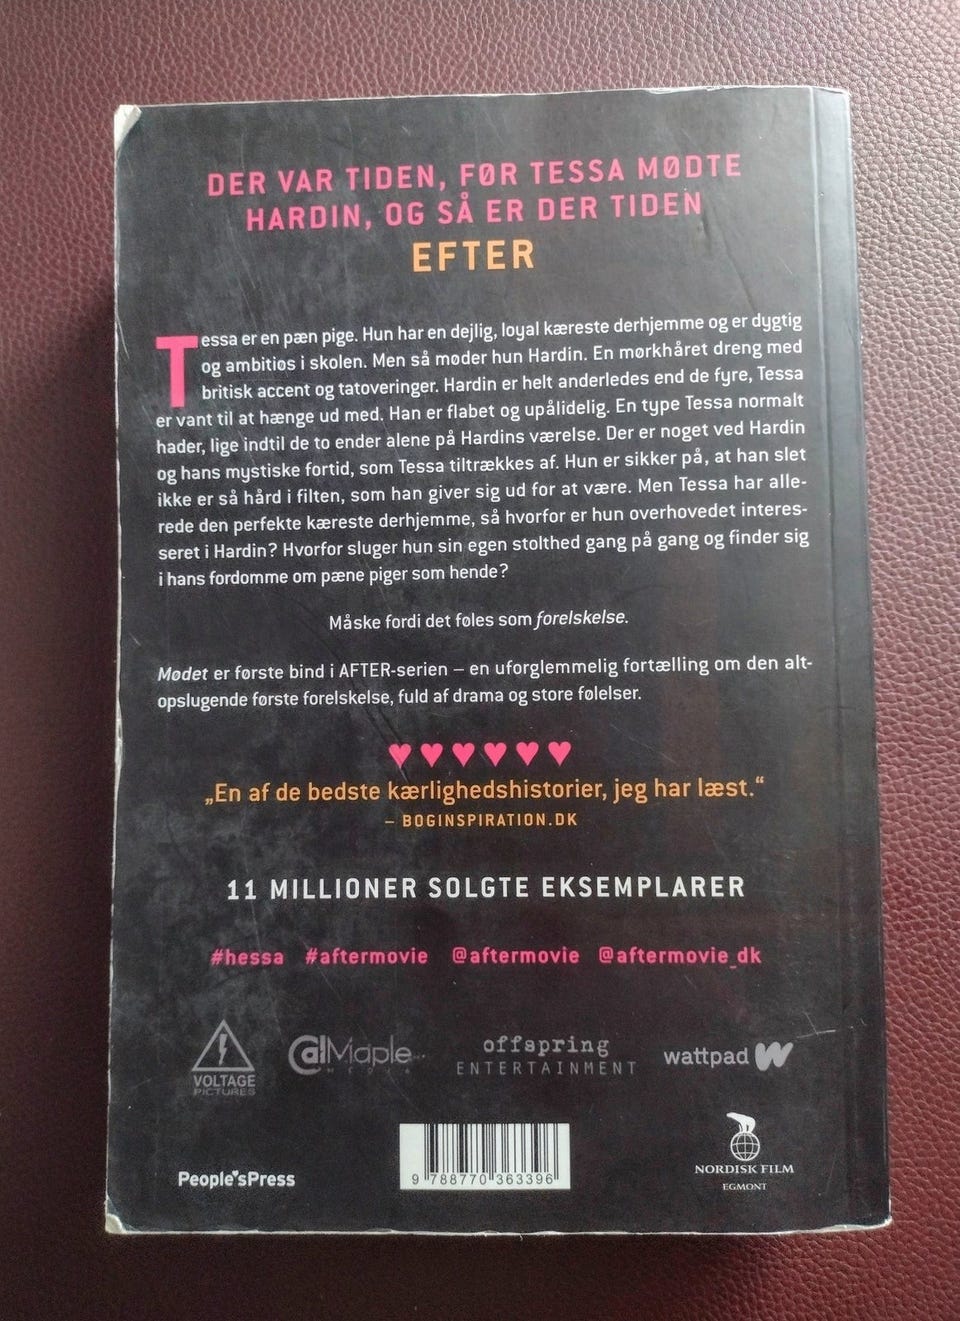 DER VAR TIDEN, FØR TESSA MØDTE
HARDIN, OG SÅ ER DER TIDEN
EFTER
Tessa er en pæn pige. Hun har en dejlig, loyal kæreste derhjemme og er dygtig
og ambitiøs i skolen. Men så møder hun Hardin. En mørkhåret dreng med
britisk accent og tatoveringer. Hardin er helt anderledes end de fyre, Tessa
er vant til at hænge ud med. Han er flabet og upålidelig. En type Tessa normalt
hader, lige indtil de to ender alene på Hardins værelse. Der er noget ved Hardin
og hans mystiske fortid, som Tessa tiltrækkes af. Hun er sikker på, at han slet
ikke er så hård i filten, som han giver sig ud for at være. Men Tessa har alle-
rede den perfekte kæreste derhjemme, så hvorfor er hun overhovedet interes-
seret i Hardin? Hvorfor sluger hun sin egen stolthed gang på gang og finder sig
i hans fordomme om pæne piger som hende?
Måske fordi det føles som forelskelse.
Mødet er første bind i AFTER-serien – en uforglemmelig fortælling om den alt-
opslugende første forelskelse, fuld af drama og store følelser.
♥♥♥♥♥♥
„En af de bedste kærlighedshistorier, jeg har læst.“
– BOGINSPIRATION.DK
11 MILLIONER SOLGTE EKSEMPLARER
#hessa #aftermovie @aftermovie @aftermovie_dk
VOLTAGE
PICTURES
CalMaple
MEDIA
offspring
ENTERTAINMENT
wattpad W
People'sPress
9 788770 363396
NORDISK FILM
EGMONT